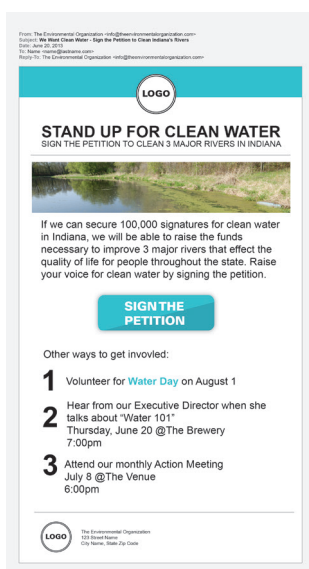 From: The Environmental Organization <info@theenvironmentalorganization.com>
Subject: We Want Clean Water - Sign the Petition to Clean Indiana's Rivers
Date: June 20, 2013
To: Name <name@lastname.com>
Reply-To: The Environmental Organization <info@theenvironmentalorganization.com>
LOGO
STAND UP FOR CLEAN WATER
SIGN THE PETITION TO CLEAN 3 MAJOR RIVERS IN INDIANA
If we can secure 100,000 signatures for clean water
in Indiana, we will be able to raise the funds
necessary to improve 3 major rivers that effect the
quality of life for people throughout the state. Raise
your voice for clean water by signing the petition.
SIGN THE
PETITION
Other ways to get invovled:
1 Volunteer for Water Day on August 1
2 Hear from our Executive Director when she
talks about "Water 101"
Thursday, June 20 @The Brewery
7:00pm
3 Attend our monthly Action Meeting
July 8 @The Venue
6:00pm
LOGO
The Environmental Organization
123 Street Name
City Name, State Zip Code